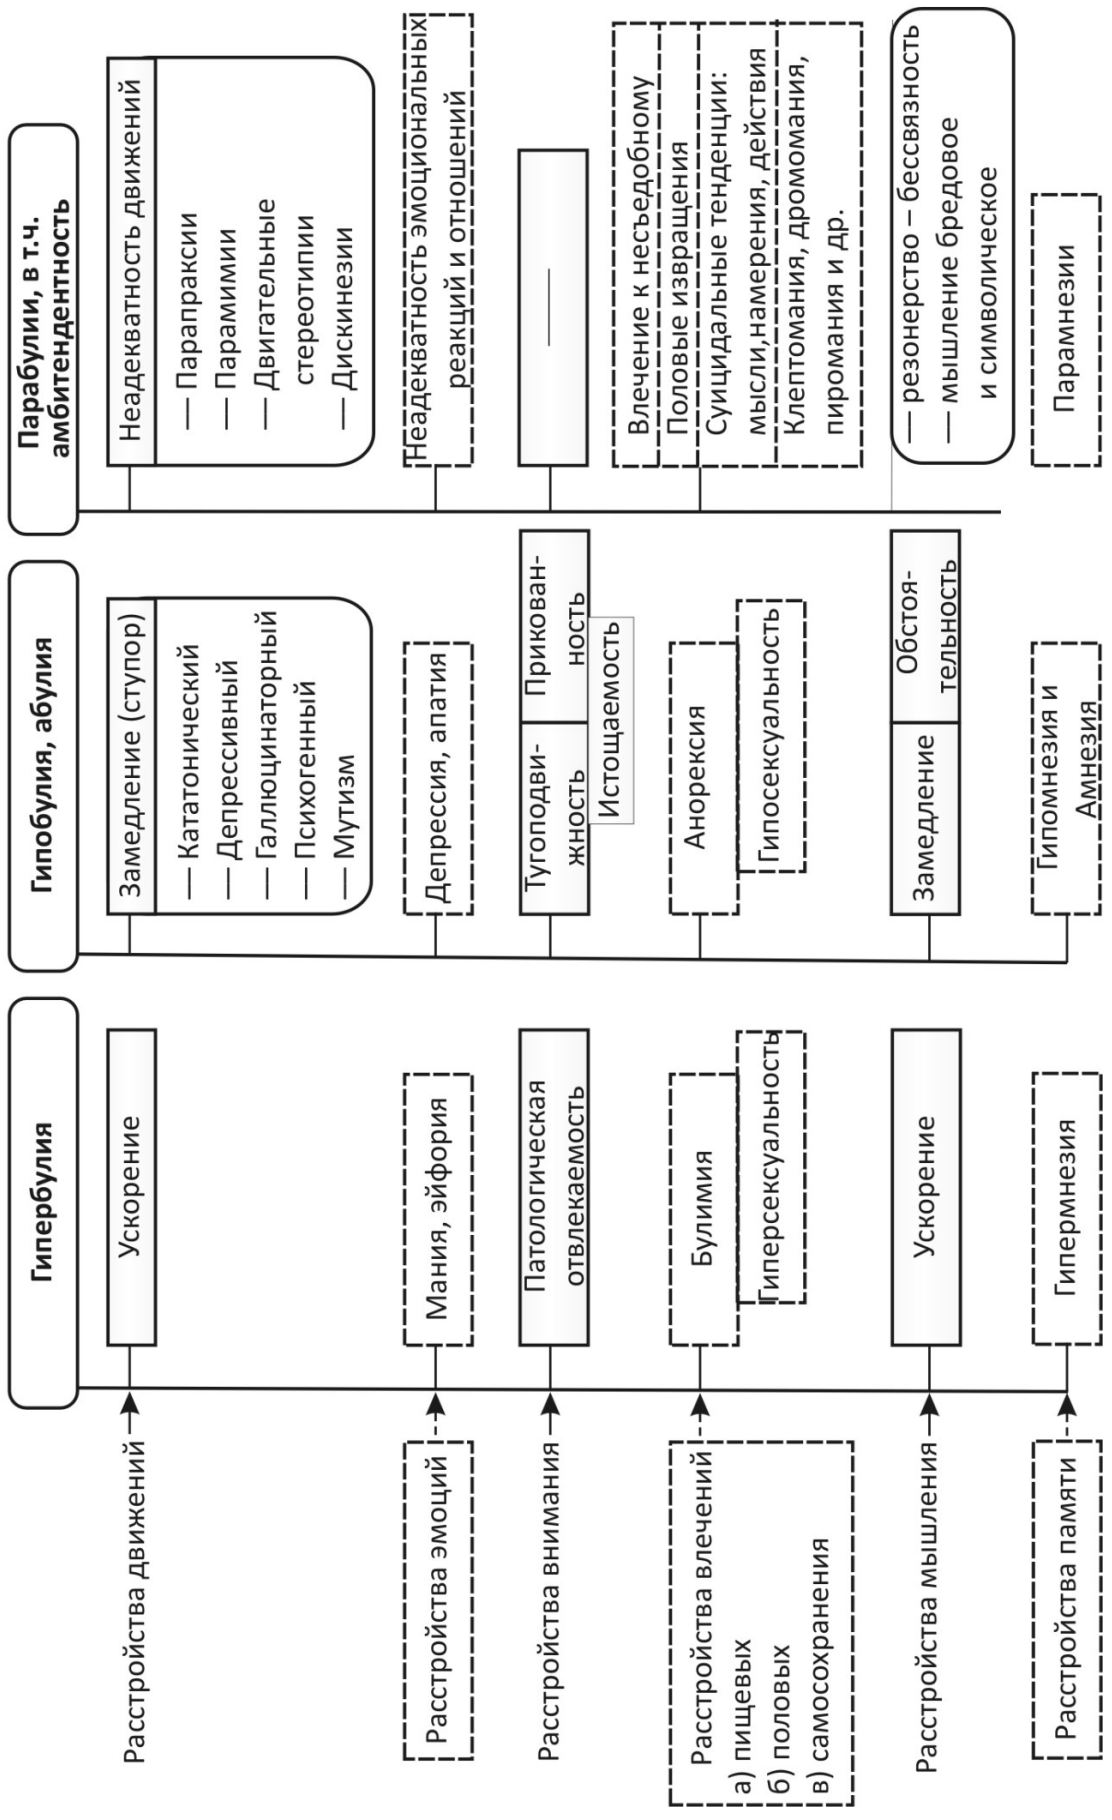 Гипербулия
Гипобулия, абулия
Парабулии, в т.ч.
амбитендентность
Расстройства движений
Ускорение
Замедление (ступор)
— Кататонический
— Депрессивный
— Галлюцинаторный
— Психогенный
— Мутизм
Неадекватность движений
— Парапраксии
— Парамимии
— Двигательные
стереотипии
— Дискинезии
Расстройства эмоций
Мания, эйфория
Депрессия, апатия
Неадекватность эмоциональных
реакций и отношений
Расстройства внимания
Патологическая
отвлекаемость
Тугоподви-
жность
Прикован-
ность
Истощаемость
—
Расстройства влечений
а) пищевых
б) половых
в) самосохранения
Булимия
Гиперсексуальность
Анорексия
Гипосексуальность
Влечение к несъедобному
Половые извращения
Суицидальные тенденции:
мысли,намерения, действия
Клептомания, дромомания,
пиромания и др.
Расстройства мышления
Ускорение
Замедление
Обстоя-
тельность
— резонерство – бессвязность
— мышление бредовое
и символическое
Расстройства памяти
Гипермнезия
Гипомнезия и
Амнезия
Парамнезии